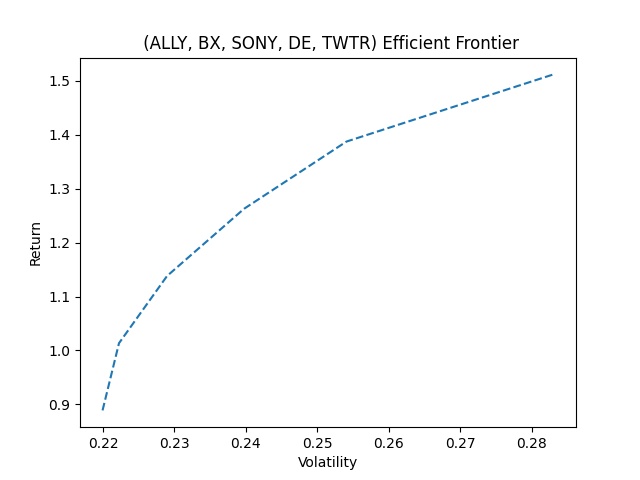 (ALLY, BX, SONY, DE, TWTR) Efficient Frontier
1.5
1.4
1.3
1.2
1.1
1.0
0.9
Return
0.22 0.23 0.24 0.25 0.26 0.27 0.28
Volatility